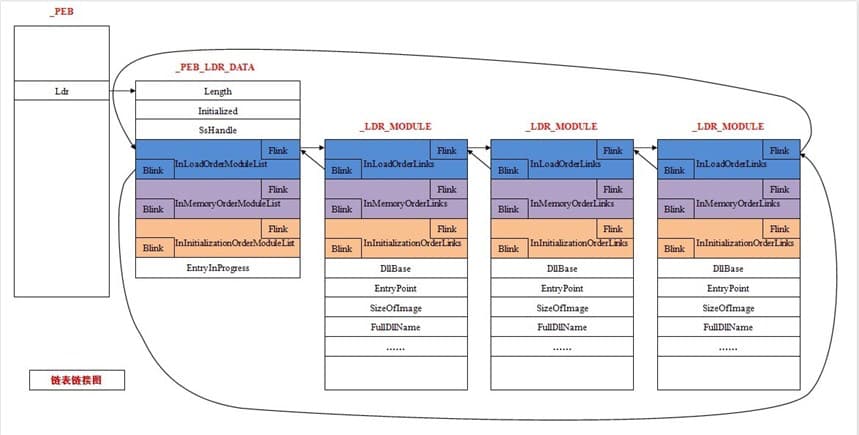 _PEB
Ldr
_PEB_LDR_DATA
Length
Initialized
SsHandle
Flink
InLoadOrderModuleList
Blink
Flink
InMemoryOrderModuleList
Blink
Flink
InInitializationOrderModuleList
Blink
EntryInProgress
_LDR_MODULE
Flink
InLoadOrderLinks
Blink
Flink
InMemoryOrderLinks
Blink
Flink
InInitializationOrderLinks
Blink
DllBase
EntryPoint
SizeOfImage
FullDllName
......
_LDR_MODULE
Flink
InLoadOrderLinks
Blink
Flink
InMemoryOrderLinks
Blink
Flink
InInitializationOrderLinks
Blink
DllBase
EntryPoint
SizeOfImage
FullDllName
......
_LDR_MODULE
Flink
InLoadOrderLinks
Blink
Flink
InMemoryOrderLinks
Blink
Flink
InInitializationOrderLinks
Blink
DllBase
EntryPoint
SizeOfImage
FullDllName
......
链表链接图